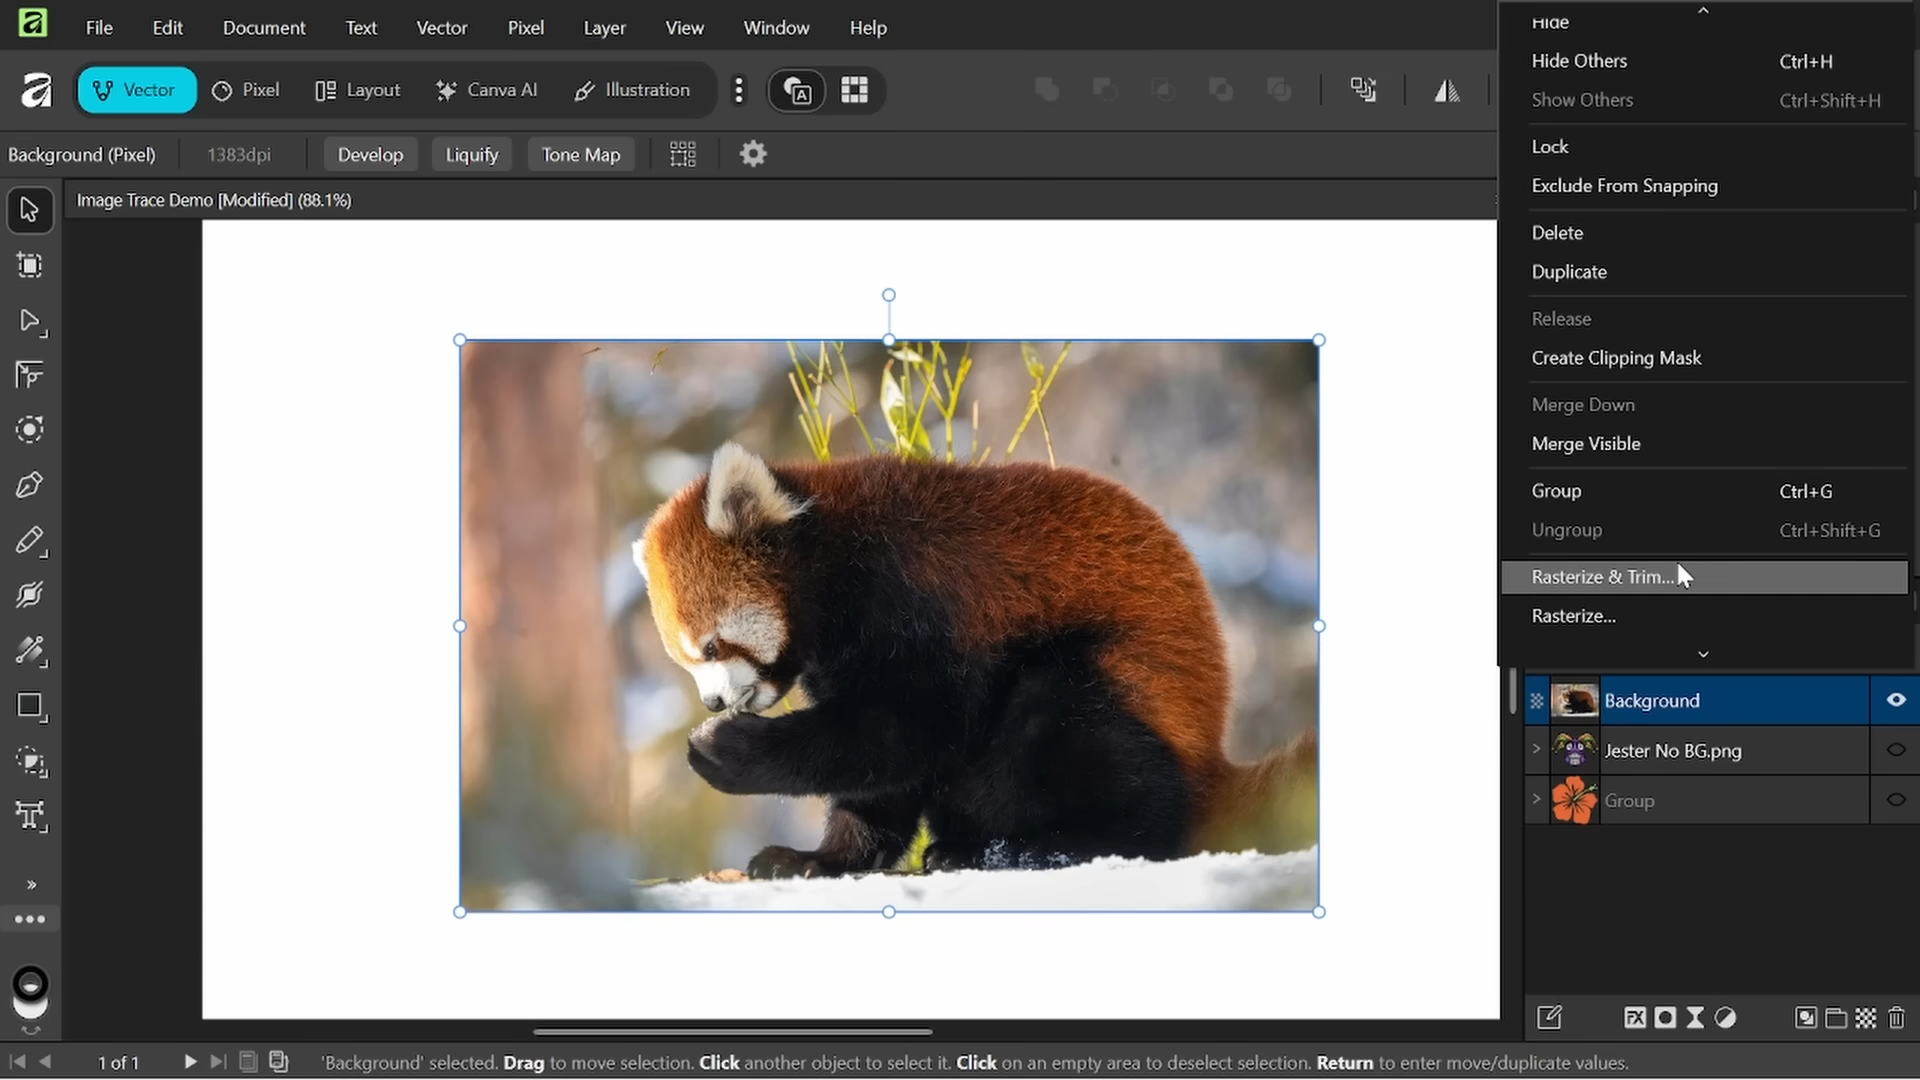 File Edit Document Text Vector Pixel Layer View Window Help
Vector Pixel Layout Canva AI Illustration
Background (Pixel) 1383dpi Develop Liquify Tone Map
Image Trace Demo [Modified] (88.1%)
Hide
Hide Others Ctrl+H
Show Others Ctrl+Shift+H
Lock
Exclude From Snapping
Delete
Duplicate
Release
Create Clipping Mask
Merge Down
Merge Visible
Group Ctrl+G
Ungroup Ctrl+Shift+G
Rasterize & Trim...
Rasterize...
Background
Jester No BG.png
Group
FX
1 of 1 'Background' selected. Drag to move selection. Click another object to select it. Click on an empty area to deselect selection. Return to enter move/duplicate values.